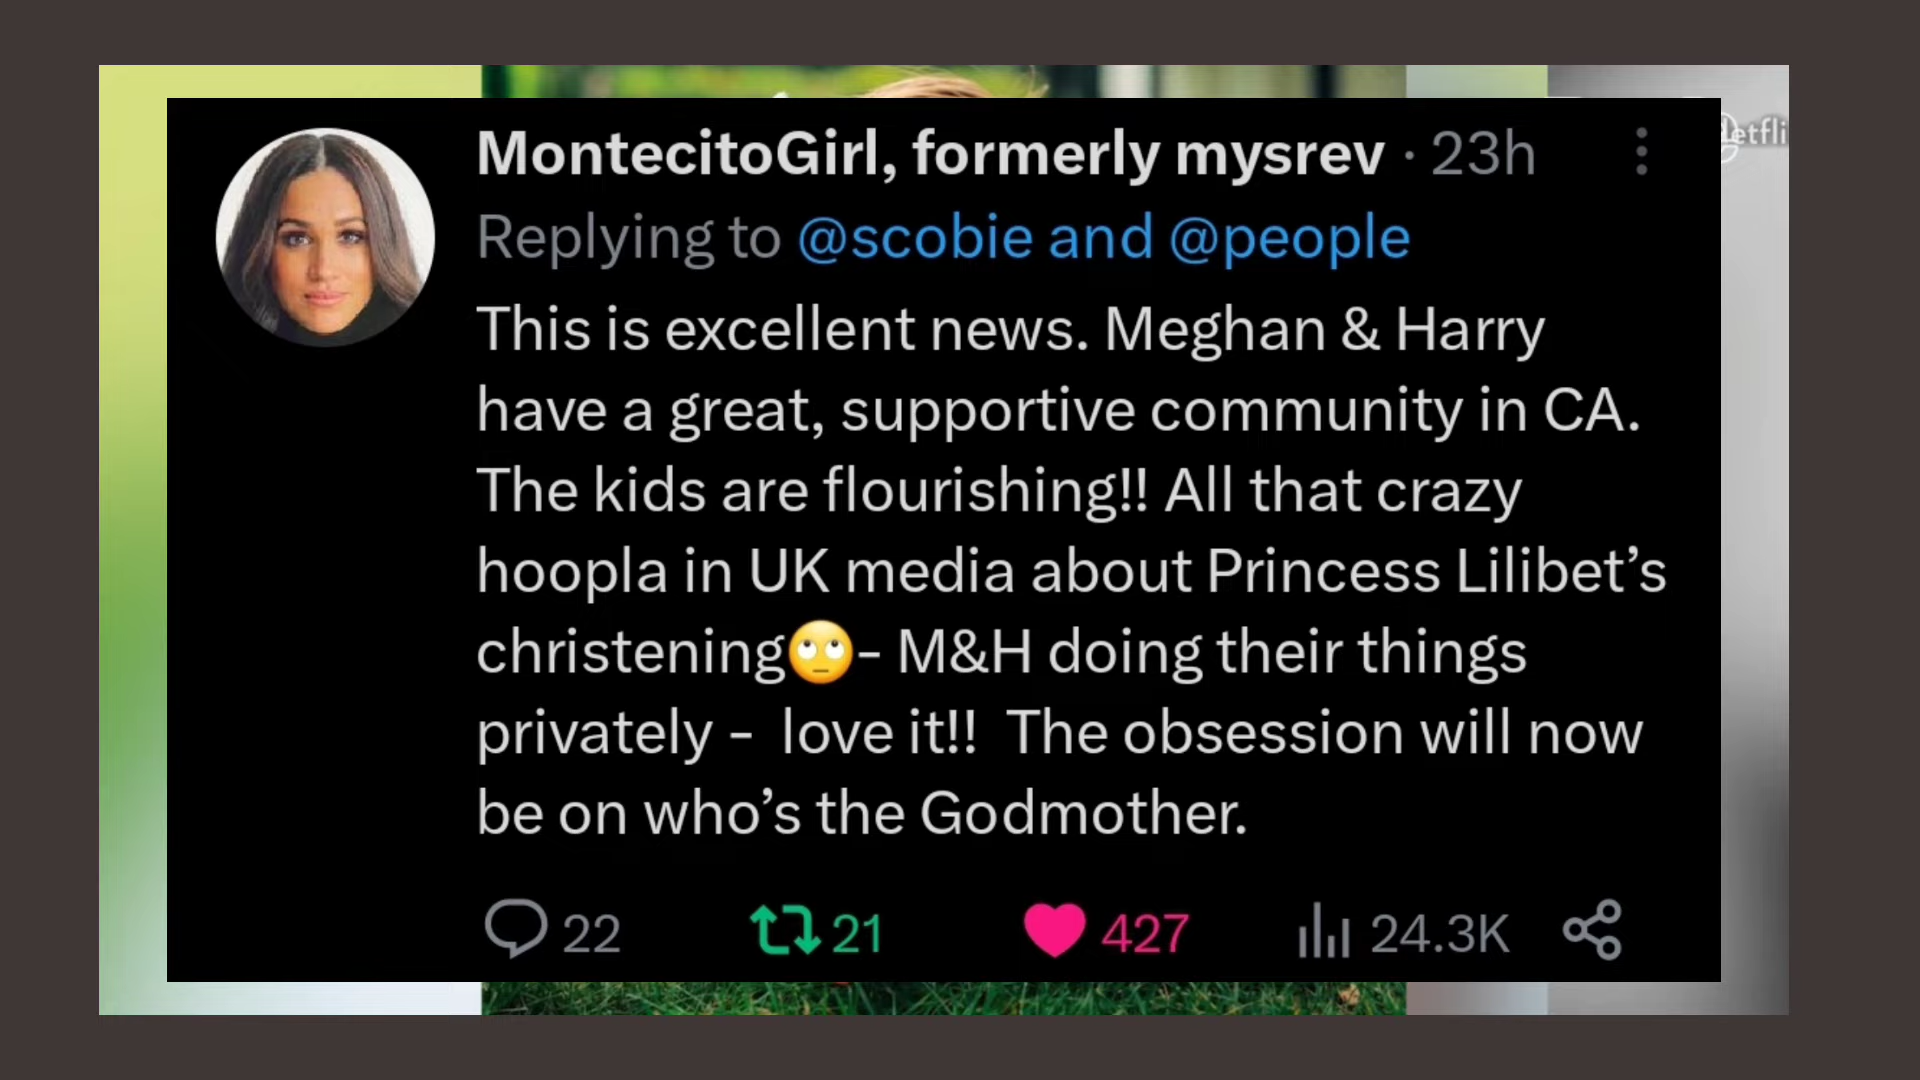 MontecitoGirl, formerly mysrev · 23h
Replying to @scobie and @people
This is excellent news. Meghan & Harry
have a great, supportive community in CA.
The kids are flourishing!! All that crazy
hoopla in UK media about Princess Lilibet’s
christening🙄- M&H doing their things
privately - love it!! The obsession will now
be on who’s the Godmother.
22 21 427 24.3K